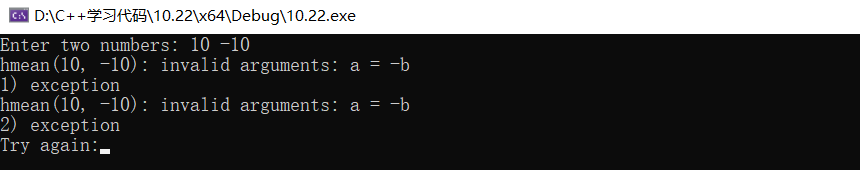 D:\C++学习代码\10.22\x64\Debug\10.22.exe
Enter two numbers: 10 -10
hmean(10, -10): invalid arguments: a = -b
1) exception
hmean(10, -10): invalid arguments: a = -b
2) exception
Try again: